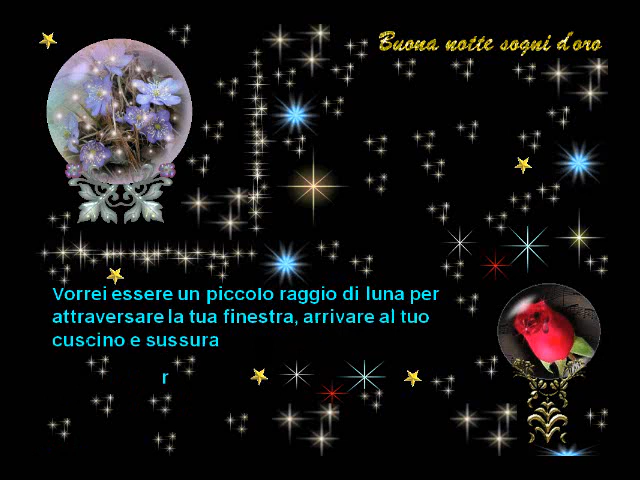 Buona notte sogni d'oro
Vorrei essere un piccolo raggio di luna per
attraversare la tua finestra, arrivare al tuo
cuscino e sussura
r